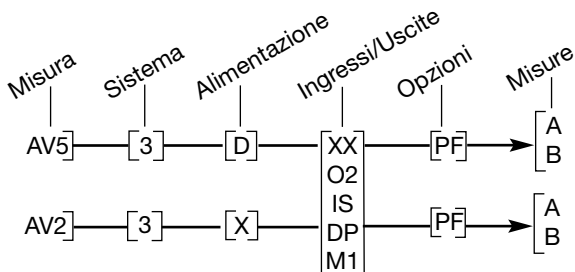 Misura Sistema Alimentazione Ingressi/Uscite Opzioni Misure
AV5 3 D XX PF A
B
O2
IS
AV2 3 X DP PF A
B
M1